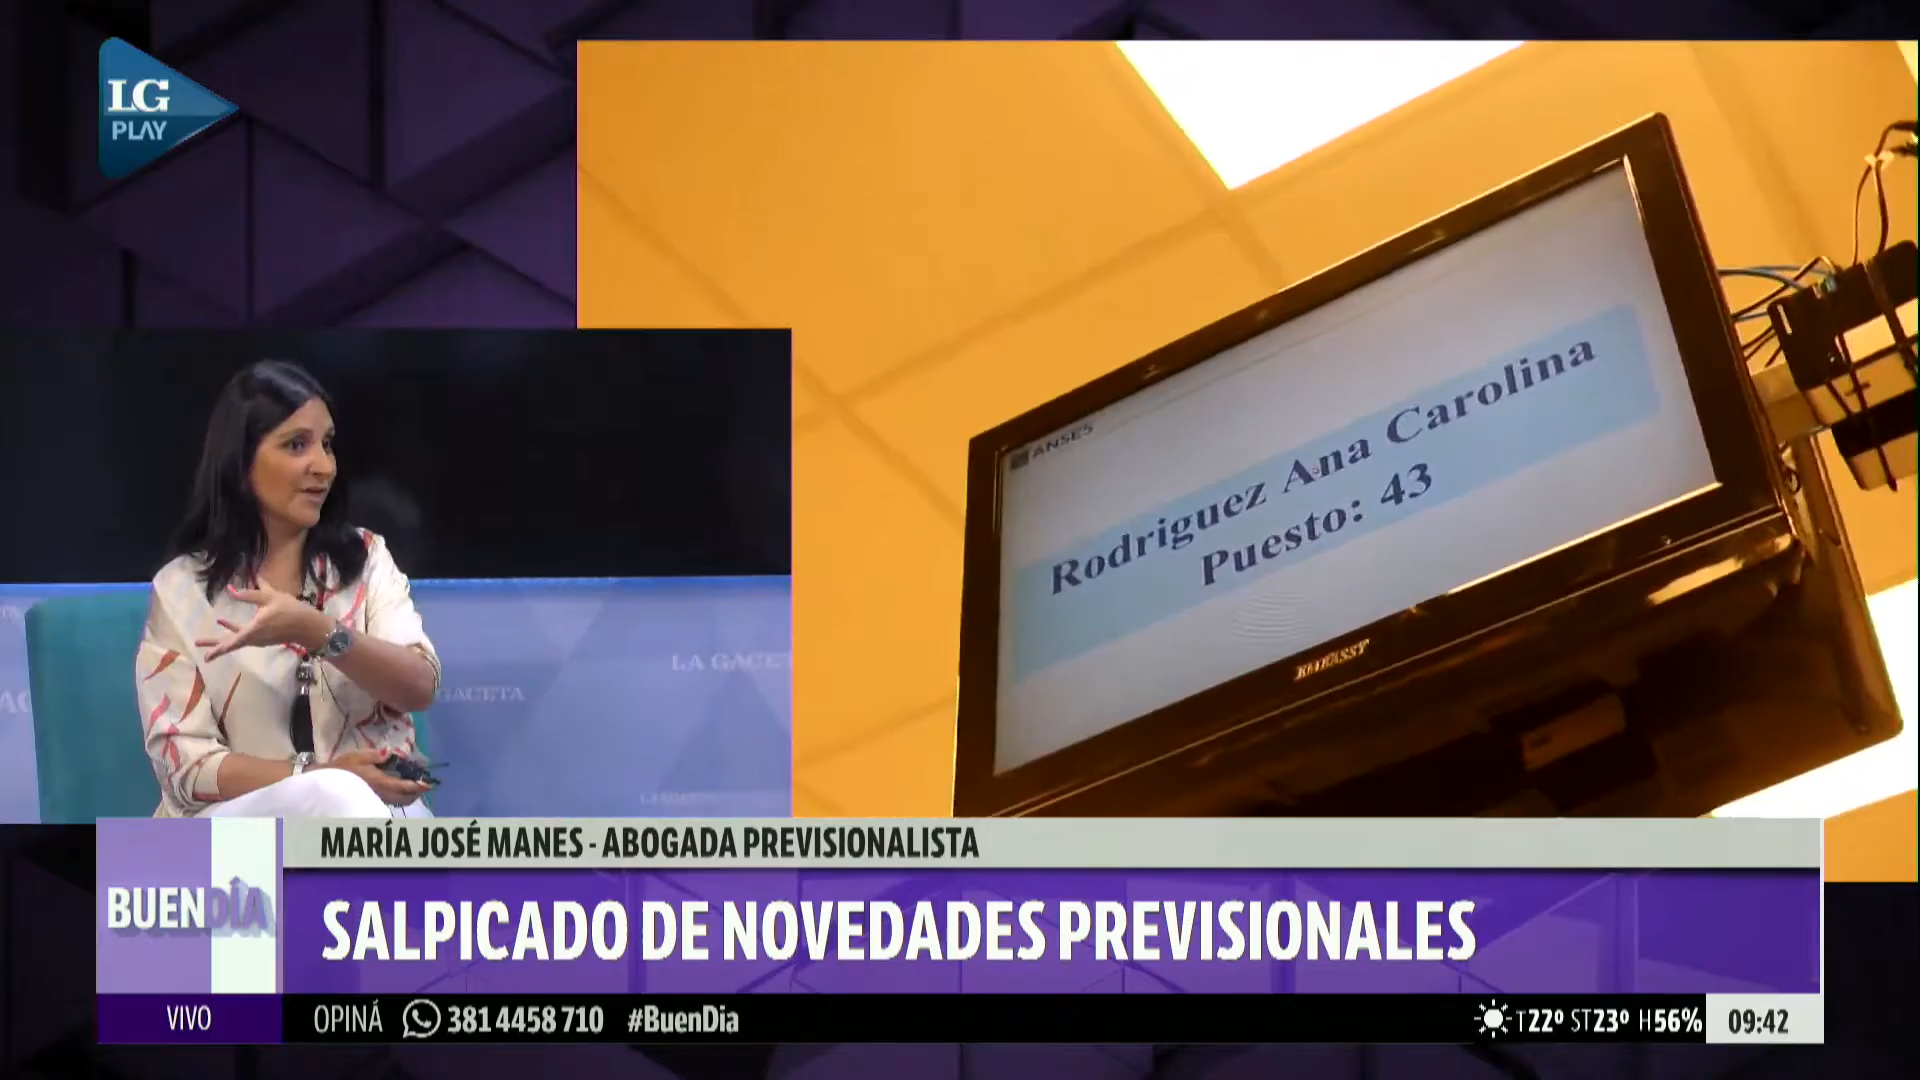 LG
PLAY
ANSES
Rodriguez Ana Carolina
Puesto: 43
EMBASSY
LA GACETA
GACETA
MARÍA JOSÉ MANES - ABOGADA PREVISIONALISTA
BUENDÍA
SALPICADO DE NOVEDADES PREVISIONALES
VIVO
OPINÁ 381 4458 710 #BuenDia
T22º ST23º H56% 09:42